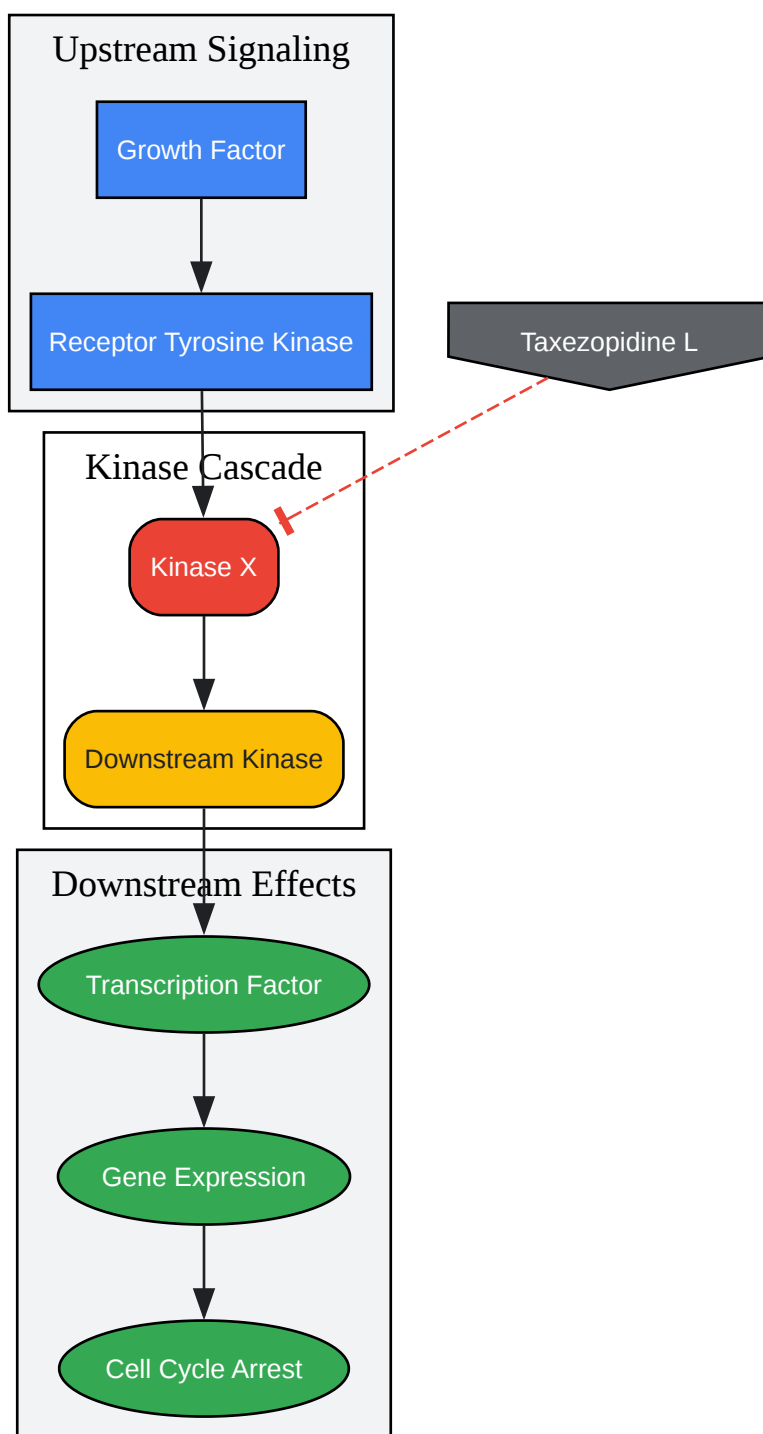 Upstream Signaling
Growth Factor
Receptor Tyrosine Kinase
Taxezopidine L
Kinase Cascade
Kinase X
Downstream Kinase
Downstream Effects
Transcription Factor
Gene Expression
Cell Cycle Arrest